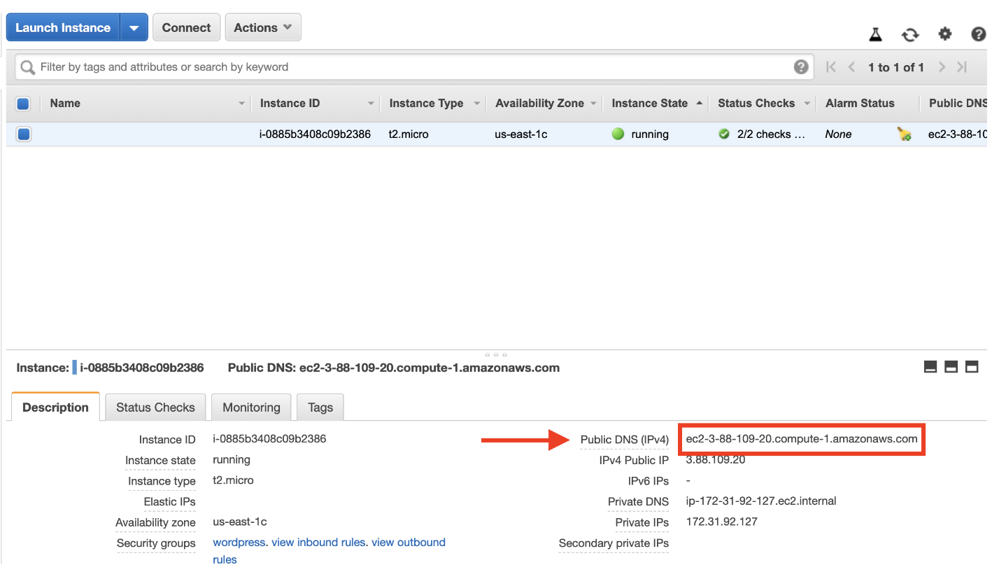 Launch Instance Connect Actions
Filter by tags and attributes or search by keyword 1 to 1 of 1
Name Instance ID Instance Type Availability Zone Instance State Status Checks Alarm Status Public DNS
i-0885b3408c09b2386 t2.micro us-east-1c running 2/2 checks … None ec2-3-88-10
Instance: i-0885b3408c09b2386 Public DNS: ec2-3-88-109-20.compute-1.amazonaws.com
Description Status Checks Monitoring Tags
Instance ID i-0885b3408c09b2386 Public DNS (IPv4) ec2-3-88-109-20.compute-1.amazonaws.com
Instance state running IPv4 Public IP 3.88.109.20
Instance type t2.micro IPv6 IPs -
Elastic IPs Private DNS ip-172-31-92-127.ec2.internal
Availability zone us-east-1c Private IPs 172.31.92.127
Security groups wordpress. view inbound rules. view outbound Secondary private IPs
rules